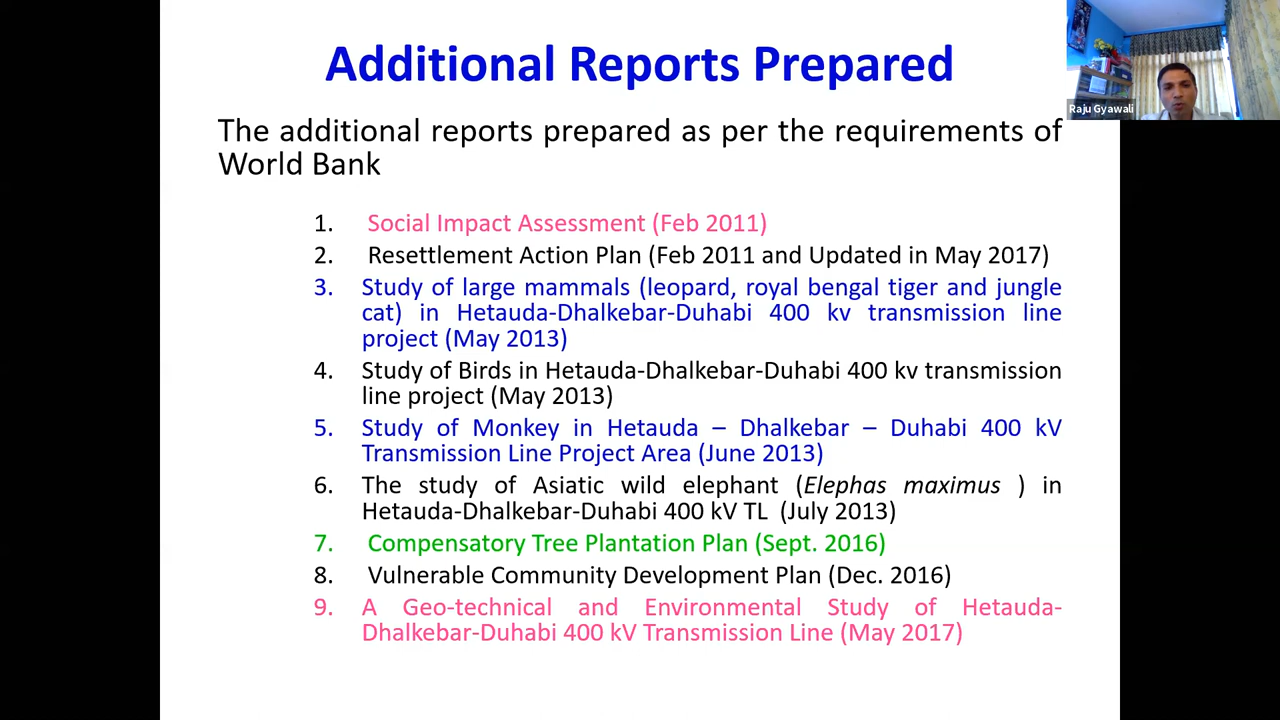 Additional Reports Prepared
Raju Gyawali
The additional reports prepared as per the requirements of
World Bank
1. Social Impact Assessment (Feb 2011)
2. Resettlement Action Plan (Feb 2011 and Updated in May 2017)
3. Study of large mammals (leopard, royal bengal tiger and jungle
cat) in Hetauda-Dhalkebar-Duhabi 400 kv transmission line
project (May 2013)
4. Study of Birds in Hetauda-Dhalkebar-Duhabi 400 kv transmission
line project (May 2013)
5. Study of Monkey in Hetauda – Dhalkebar – Duhabi 400 kV
Transmission Line Project Area (June 2013)
6. The study of Asiatic wild elephant (Elephas maximus ) in
Hetauda-Dhalkebar-Duhabi 400 kV TL (July 2013)
7. Compensatory Tree Plantation Plan (Sept. 2016)
8. Vulnerable Community Development Plan (Dec. 2016)
9. A Geo-technical and Environmental Study of Hetauda-
Dhalkebar-Duhabi 400 kV Transmission Line (May 2017)